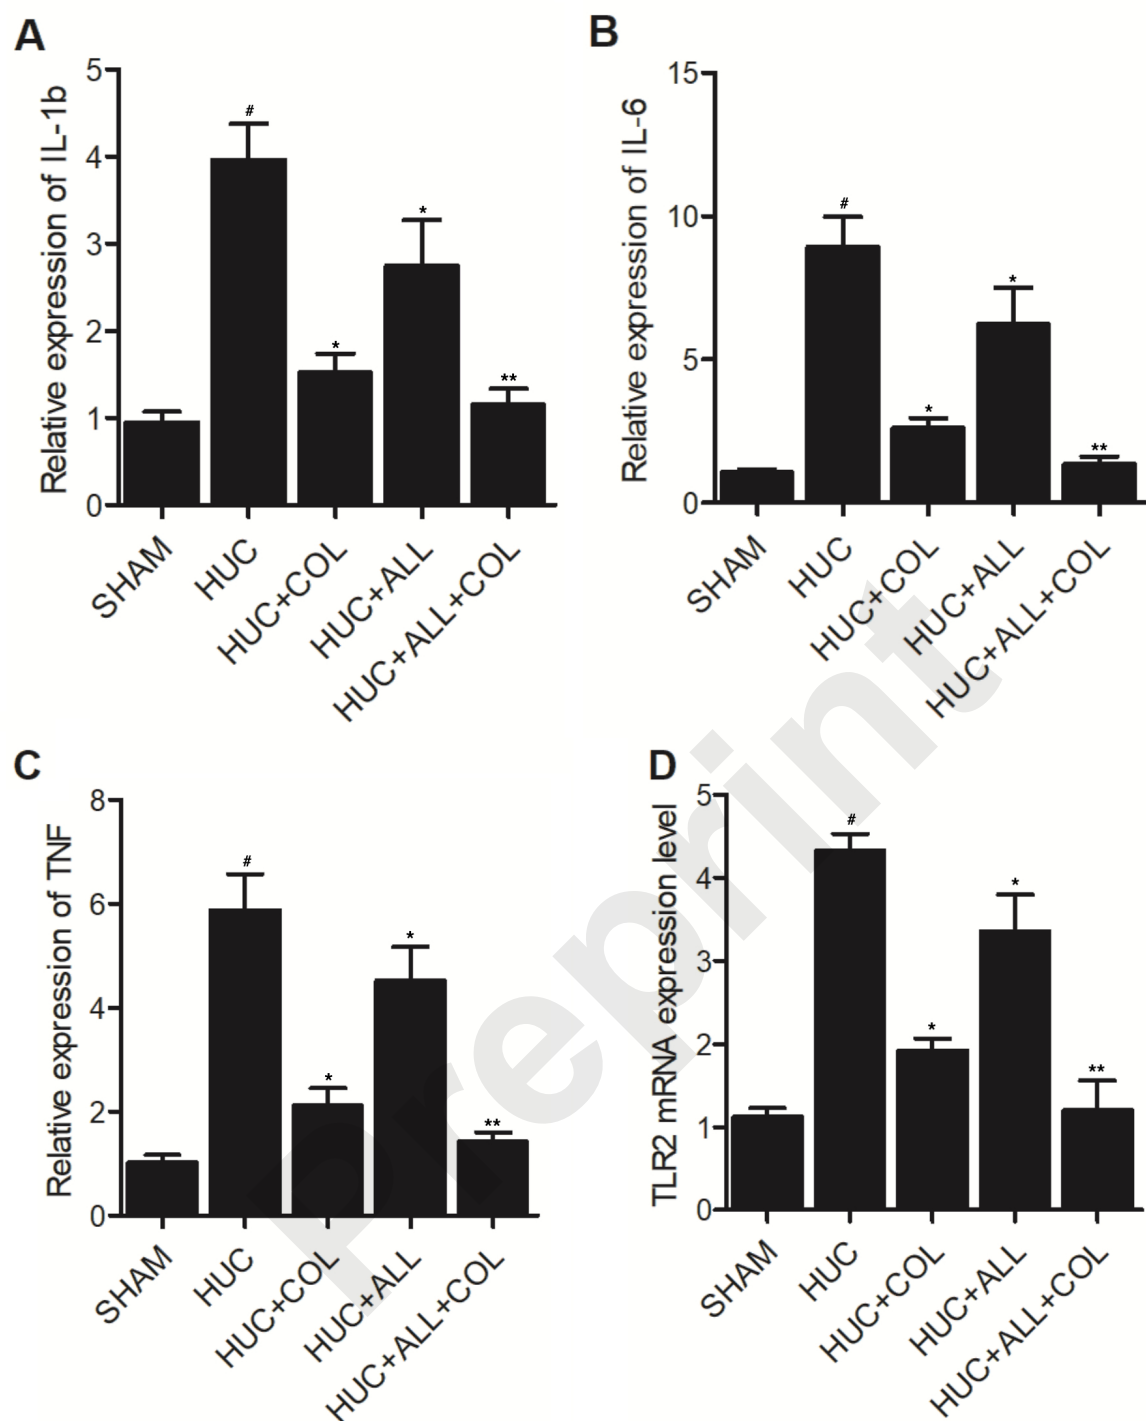 A
Relative expression of IL-1b
5
4
3
2
1
0
#
*
*
**
SHAM
HUC
HUC+COL
HUC+ALL
HUC+ALL+COL
B
Relative expression of IL-6
15
10
5
0
#
*
*
**
SHAM
HUC
HUC+COL
HUC+ALL
HUC+ALL+COL
C
Relative expression of TNF
8
6
4
2
0
#
*
*
**
SHAM
HUC
HUC+COL
HUC+ALL
HUC+ALL+COL
D
TLR2 mRNA expression level
5
4
3
2
1
0
#
*
*
**
SHAM
HUC
HUC+COL
HUC+ALL
HUC+ALL+COL
Preprint